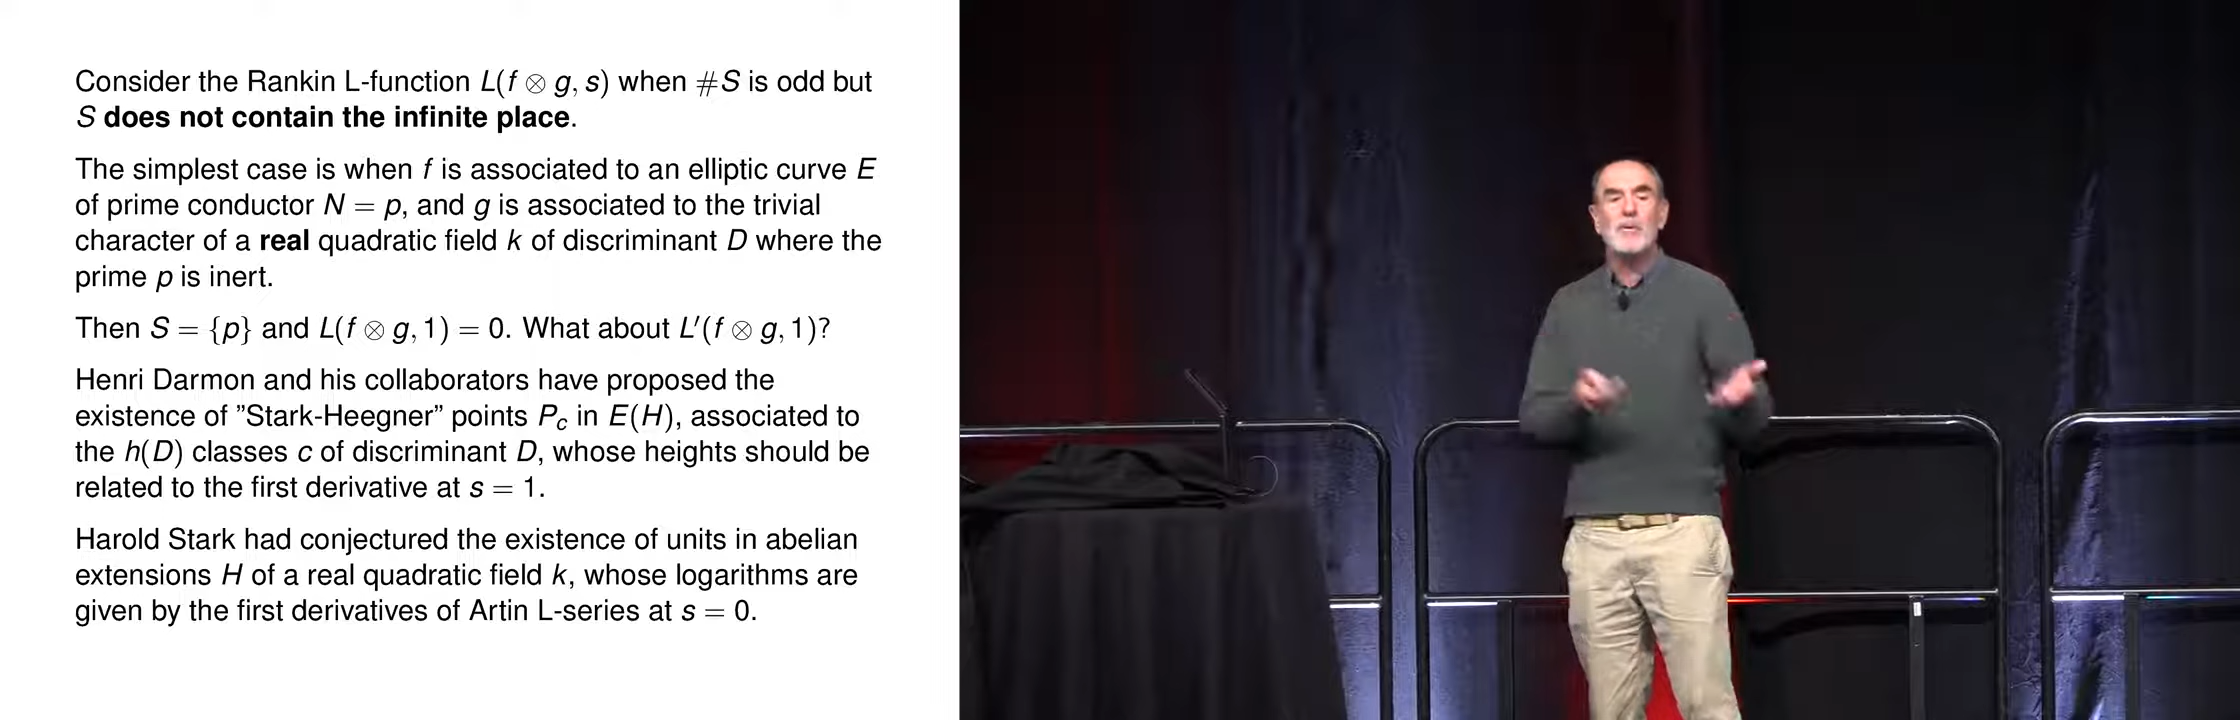 Consider the Rankin L-function L(f ⊗ g, s) when #S is odd but
S does not contain the infinite place.
The simplest case is when f is associated to an elliptic curve E
of prime conductor N = p, and g is associated to the trivial
character of a real quadratic field k of discriminant D where the
prime p is inert.
Then S = {p} and L(f ⊗ g, 1) = 0. What about L′(f ⊗ g, 1)?
Henri Darmon and his collaborators have proposed the
existence of ”Stark-Heegner” points P_c in E(H), associated to
the h(D) classes c of discriminant D, whose heights should be
related to the first derivative at s = 1.
Harold Stark had conjectured the existence of units in abelian
extensions H of a real quadratic field k, whose logarithms are
given by the first derivatives of Artin L-series at s = 0.